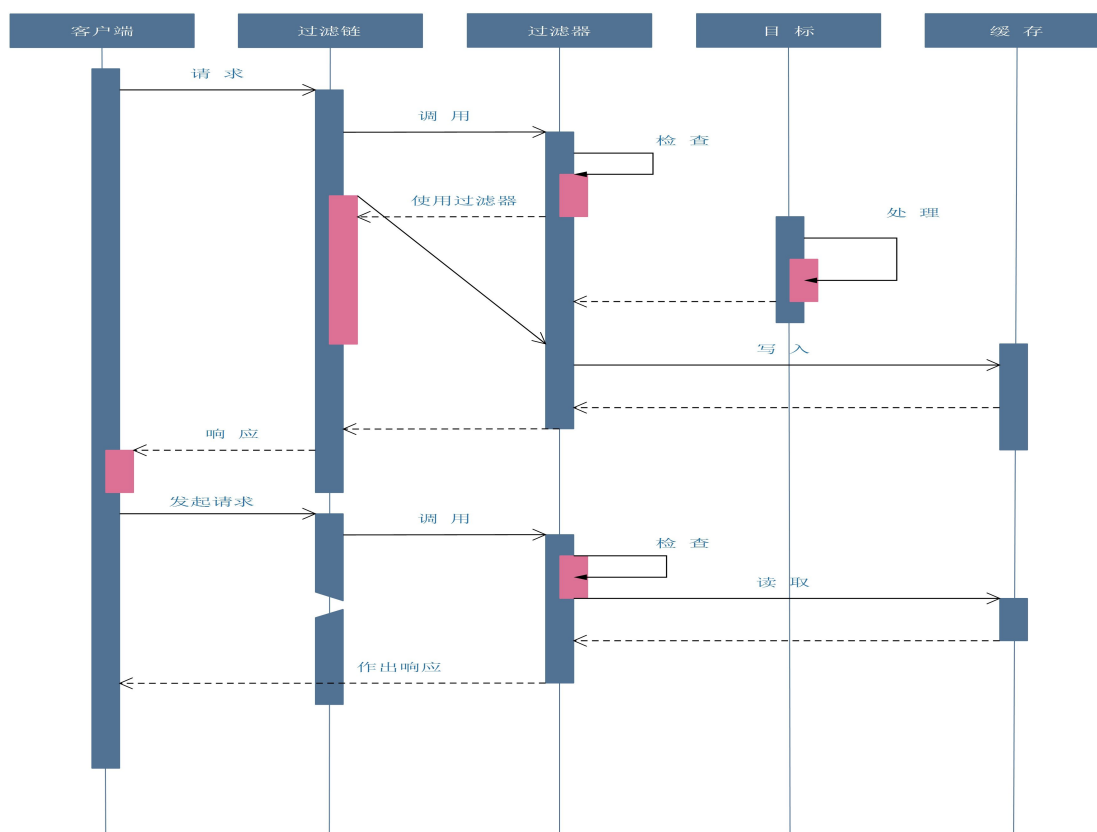 客户端
过滤链
过滤器
目 标
缓 存
请 求
调 用
检 查
使用过滤器
处 理
写 入
响 应
发起请求
调 用
检 查
读 取
作出响应